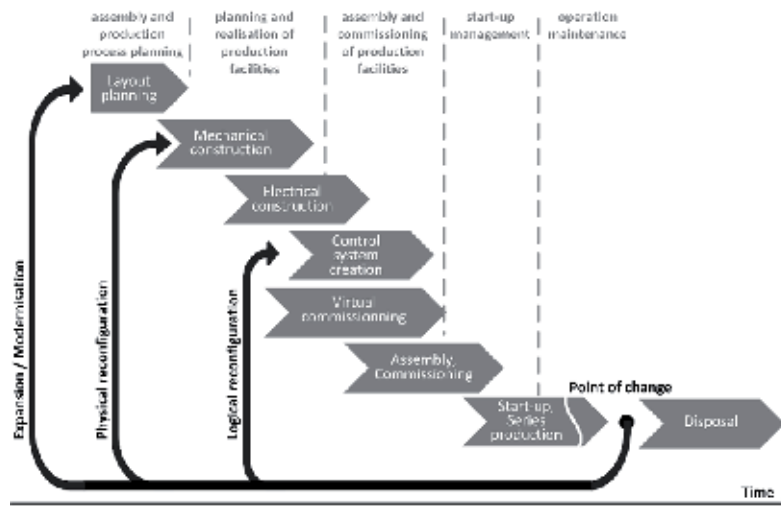 assembly and
production
process planning
planning and
realisation of
production
facilities
assembly and
commissioning
of production
facilities
start-up
management
operation
maintenance
Layout
planning
Mechanical
construction
Electrical
construction
Control
system
creation
Virtual
commissionning
Assembly,
Commissioning
Start-up,
Series
production
Point of change
Disposal
Expansion / Modernisation
Physical reconfiguration
Logical reconfiguration
Time